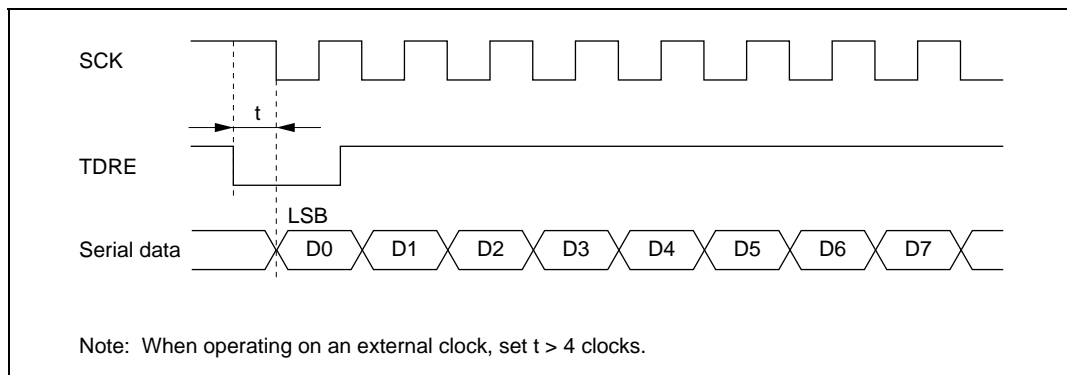 SCK
t
TDRE
LSB
Serial data D0 D1 D2 D3 D4 D5 D6 D7
Note: When operating on an external clock, set t > 4 clocks.